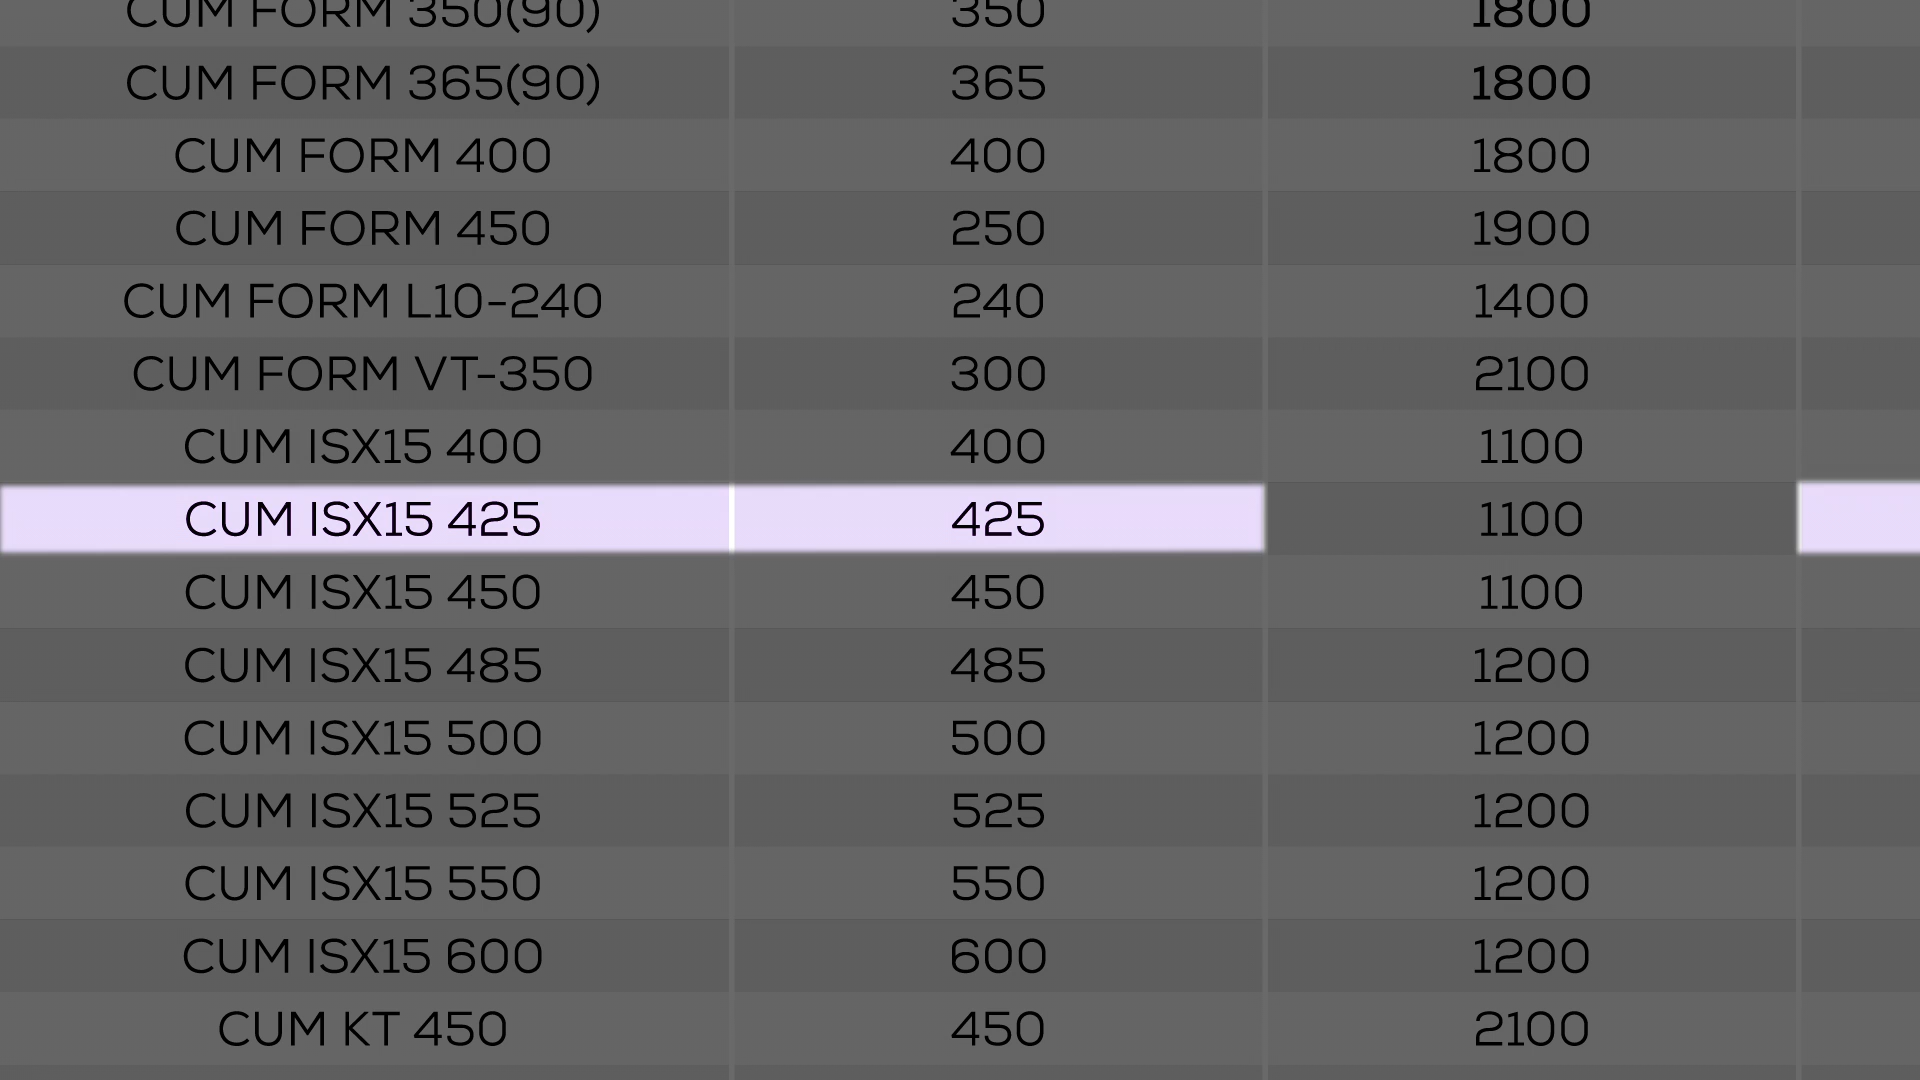 CUM FORM 350(90) 350 1800
CUM FORM 365(90) 365 1800
CUM FORM 400 400 1800
CUM FORM 450 250 1900
CUM FORM L10-240 240 1400
CUM FORM VT-350 300 2100
CUM ISX15 400 400 1100
CUM ISX15 425 425 1100
CUM ISX15 450 450 1100
CUM ISX15 485 485 1200
CUM ISX15 500 500 1200
CUM ISX15 525 525 1200
CUM ISX15 550 550 1200
CUM ISX15 600 600 1200
CUM KT 450 450 2100